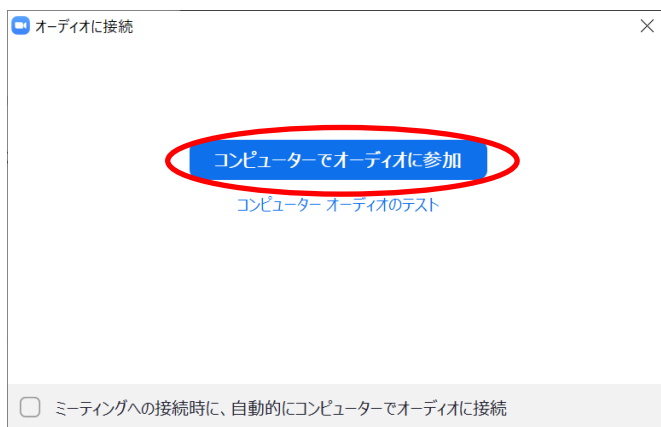 オーディオに接続
コンピューターでオーディオに参加
コンピューター オーディオのテスト
ミーティングへの接続時に、自動的にコンピューターでオーディオに接続